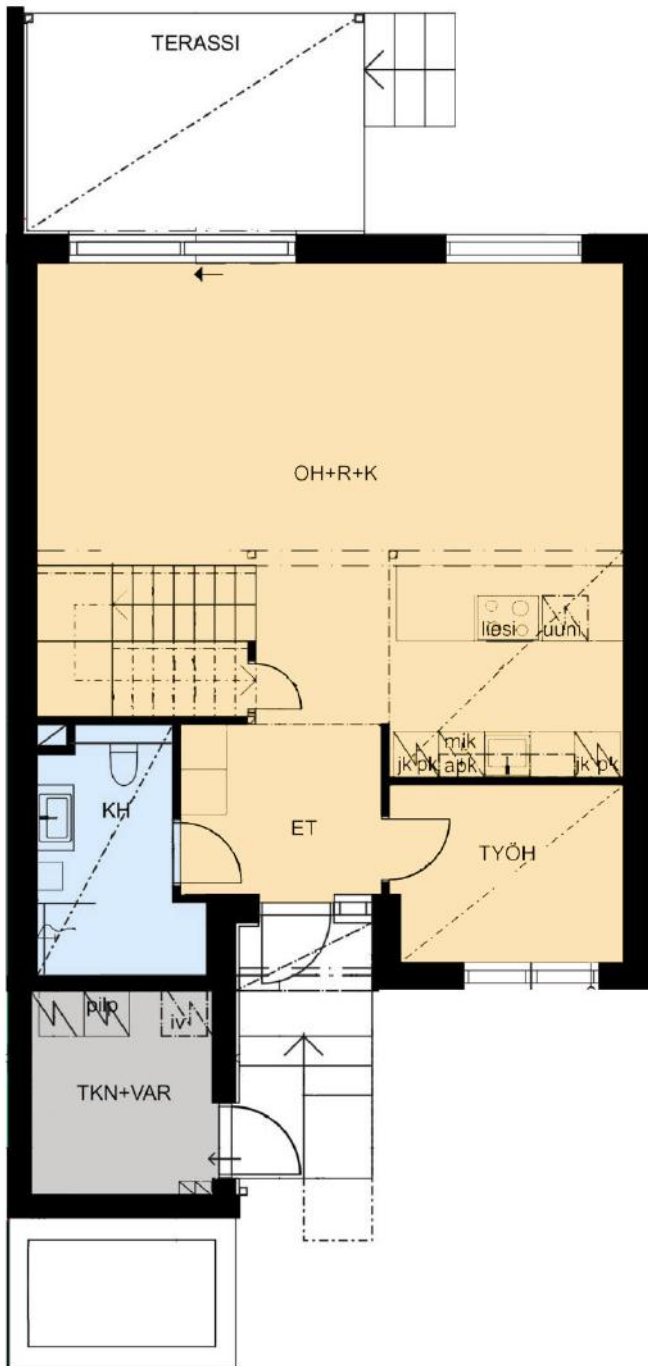 TERASSI
OH+R+K
liesi uuni
mik
jk pk apk jk pk
KH
ET
TYÖH
pilp
iv
TKN+VAR